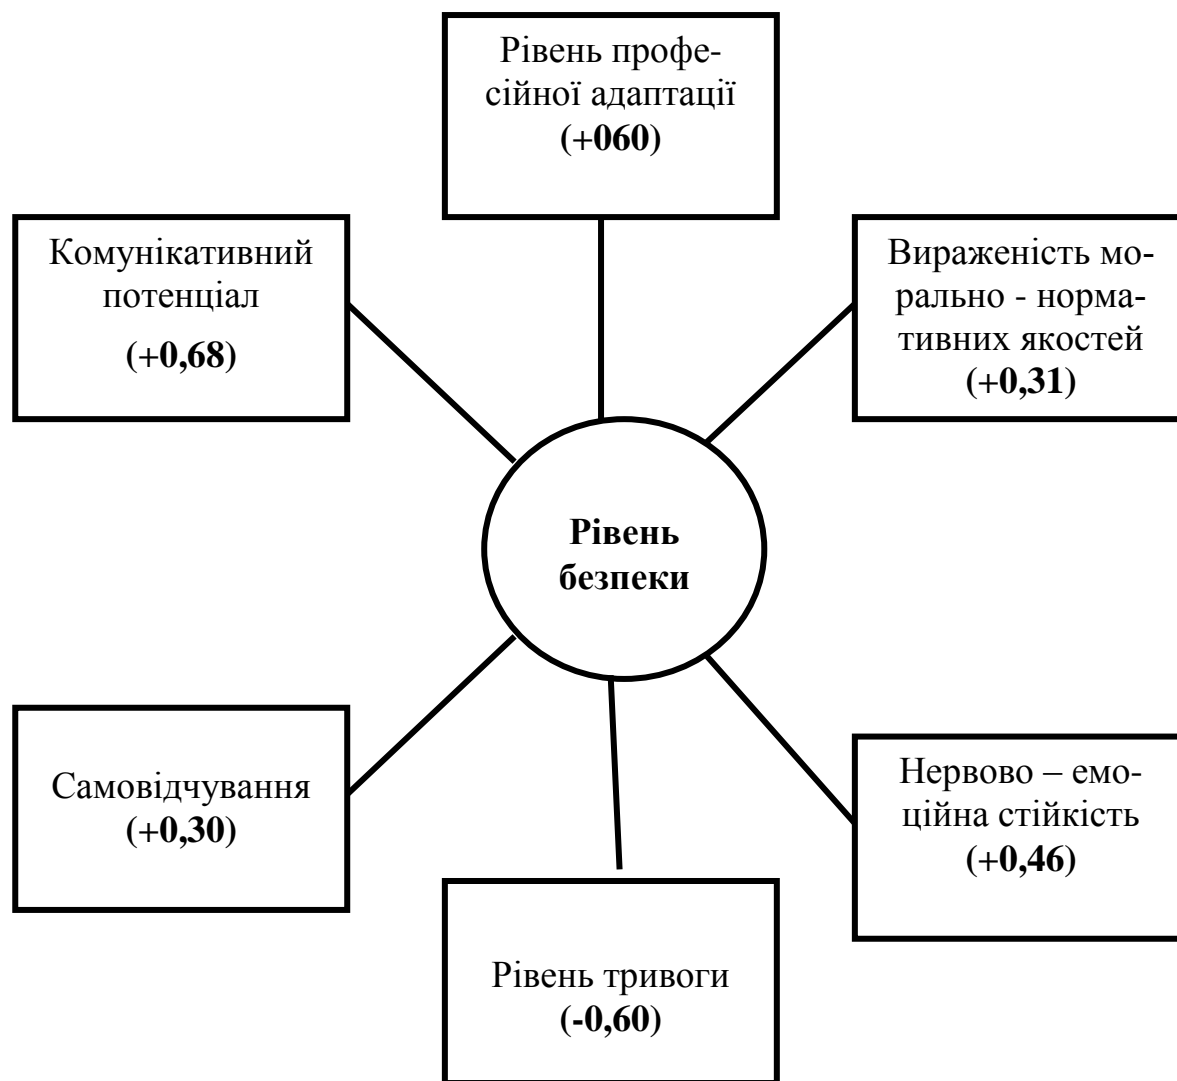 Рівень профе-
сійної адаптації
(+060)
Комунікативний
потенціал
(+0,68)
Вираженість мо-
рально - норма-
тивних якостей
(+0,31)
Рівень
безпеки
Самовідчування
(+0,30)
Нервово – емо-
ційна стійкість
(+0,46)
Рівень тривоги
(-0,60)